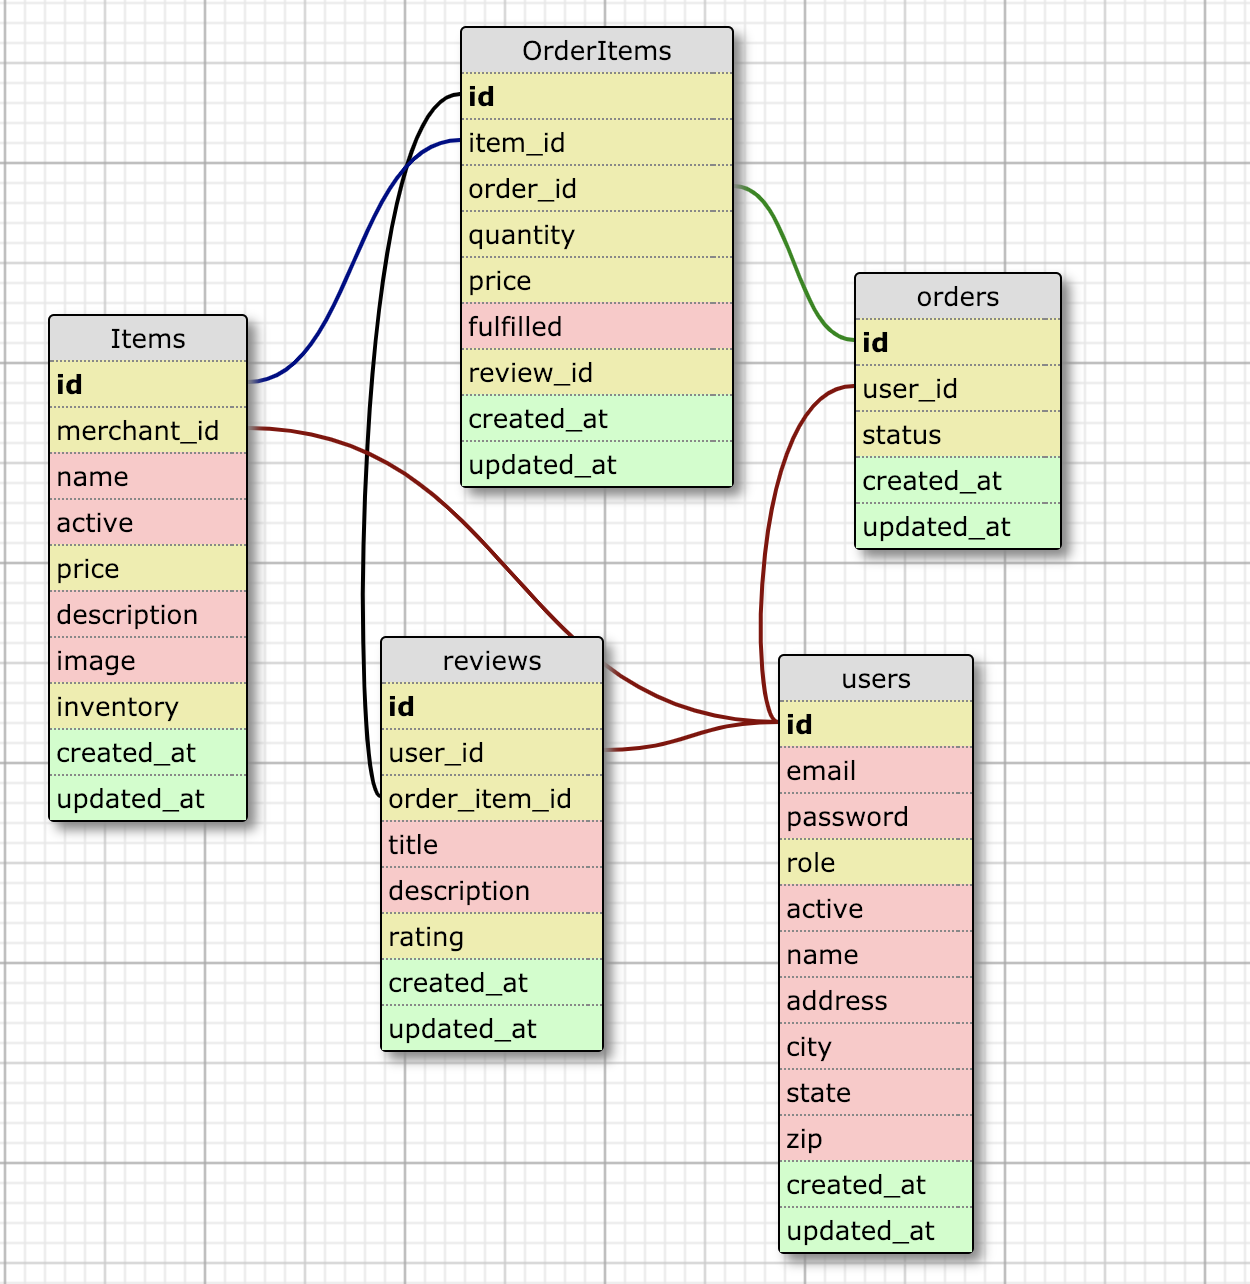 OrderItems
id
item_id
order_id
quantity
price
fulfilled
review_id
created_at
updated_at
orders
id
user_id
status
created_at
updated_at
Items
id
merchant_id
name
active
price
description
image
inventory
created_at
updated_at
reviews
id
user_id
order_item_id
title
description
rating
created_at
updated_at
users
id
email
password
role
active
name
address
city
state
zip
created_at
updated_at